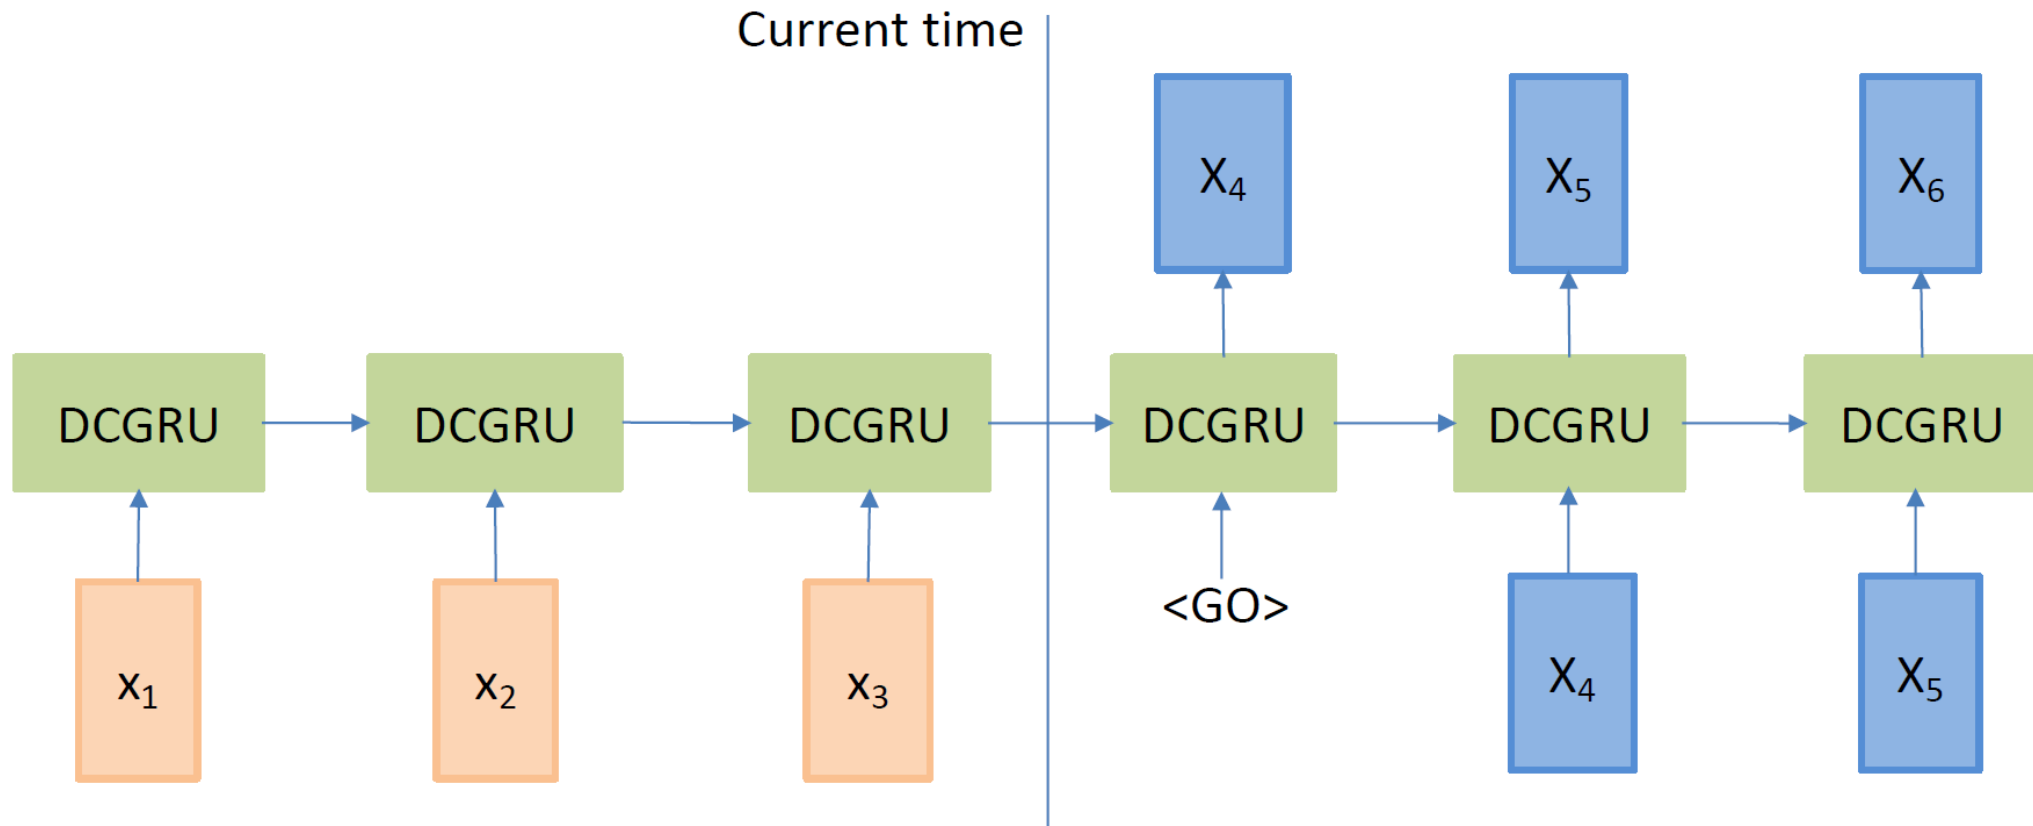 Current time
X₄ X₅ X₆
DCGRU DCGRU DCGRU DCGRU DCGRU DCGRU
<GO>
x₁ x₂ x₃ X₄ X₅